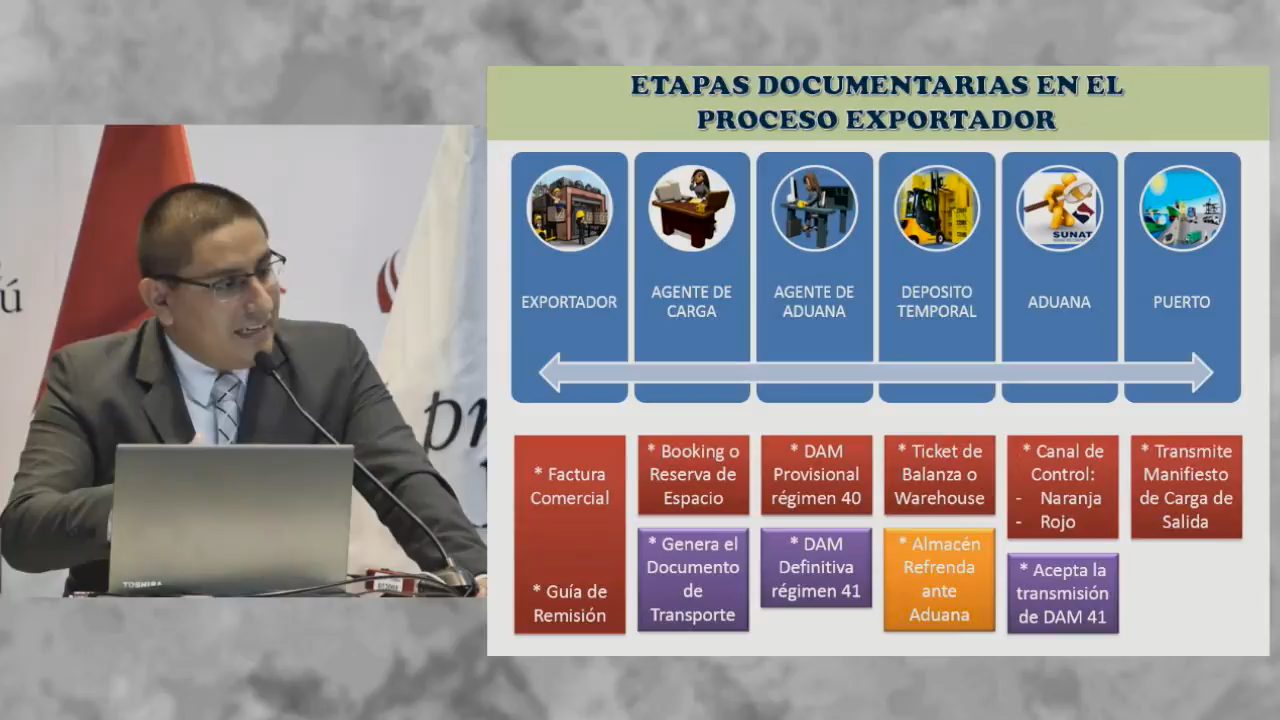 ETAPAS DOCUMENTARIAS EN EL
PROCESO EXPORTADOR
EXPORTADOR
AGENTE DE
CARGA
AGENTE DE
ADUANA
DEPOSITO
TEMPORAL
SUNAT
ADUANA
PUERTO
* Factura
Comercial
* Guía de
Remisión
* Booking o
Reserva de
Espacio
* Genera el
Documento
de
Transporte
* DAM
Provisional
régimen 40
* DAM
Definitiva
régimen 41
* Ticket de
Balanza o
Warehouse
* Almacén
Refrenda
ante
Aduana
* Canal de
Control:
- Naranja
- Rojo
* Acepta la
transmisión
de DAM 41
* Transmite
Manifiesto
de Carga de
Salida
TOSHIBA